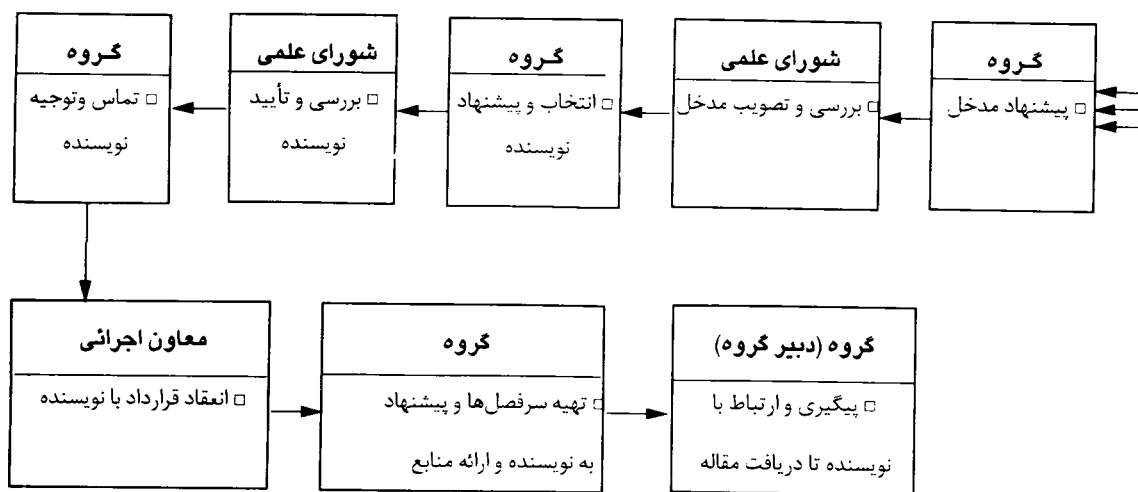 گروه
□ پیشنهاد مدخل
شورای علمی
□ بررسی و تصویب مدخل
گروه
□ انتخاب و پیشنهاد
نویسنده
شورای علمی
□ بررسی و تأیید
نویسنده
گروه
□ تماس وتوجیه
نویسنده
معاون اجرائی
□ انعقاد قرارداد با نویسنده
گروه
□ تهیه سرفصل‌ها و پیشنهاد
به نویسنده و ارائه منابع
گروه (دبیر گروه)
□ پیگیری و ارتباط با
نویسنده تا دریافت مقاله